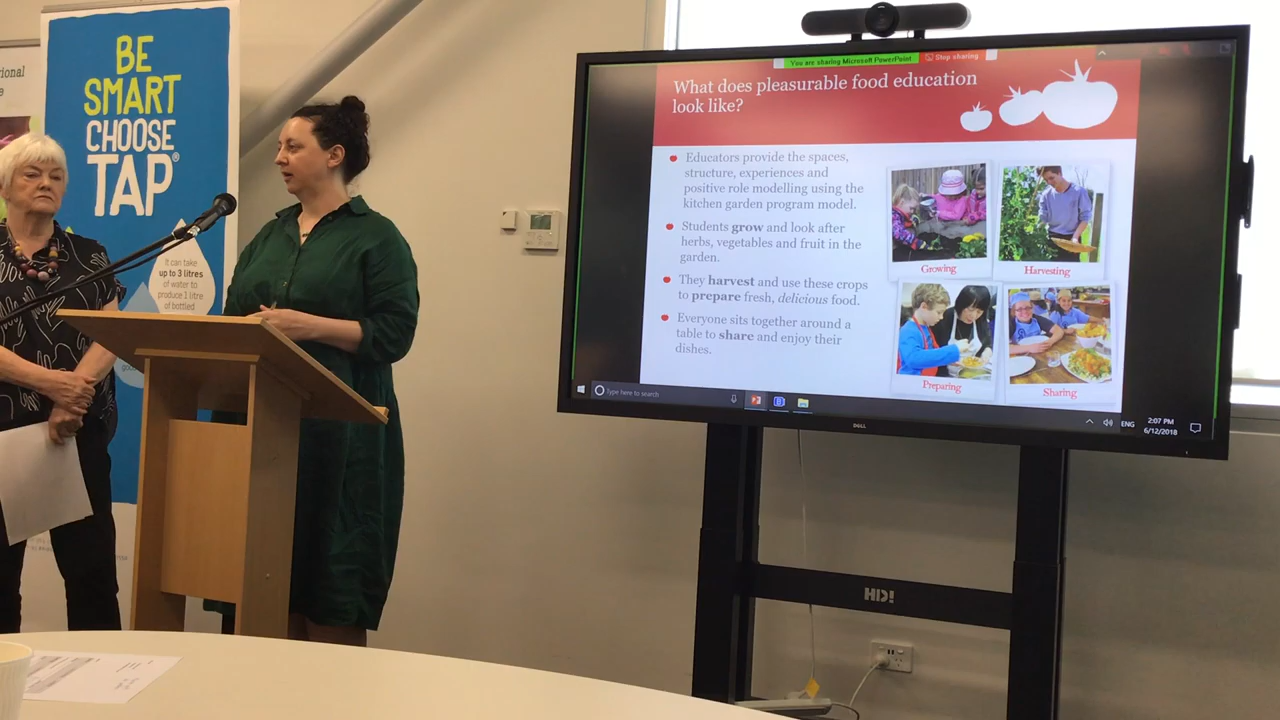 ional
BE
SMART
CHOOSE
TAP®
It can take
up to 3 litres
of water to
produce 1 litre
of bottled
You are sharing Microsoft PowerPoint
Stop sharing
What does pleasurable food education
look like?
Educators provide the spaces,
structure, experiences and
positive role modelling using the
kitchen garden program model.
Students grow and look after
herbs, vegetables and fruit in the
garden.
They harvest and use these crops
to prepare fresh, delicious food.
Everyone sits together around a
table to share and enjoy their
dishes.
Growing
Harvesting
Preparing
Sharing
Type here to search
ENG
2:07 PM
6/12/2018
DELL
HD!